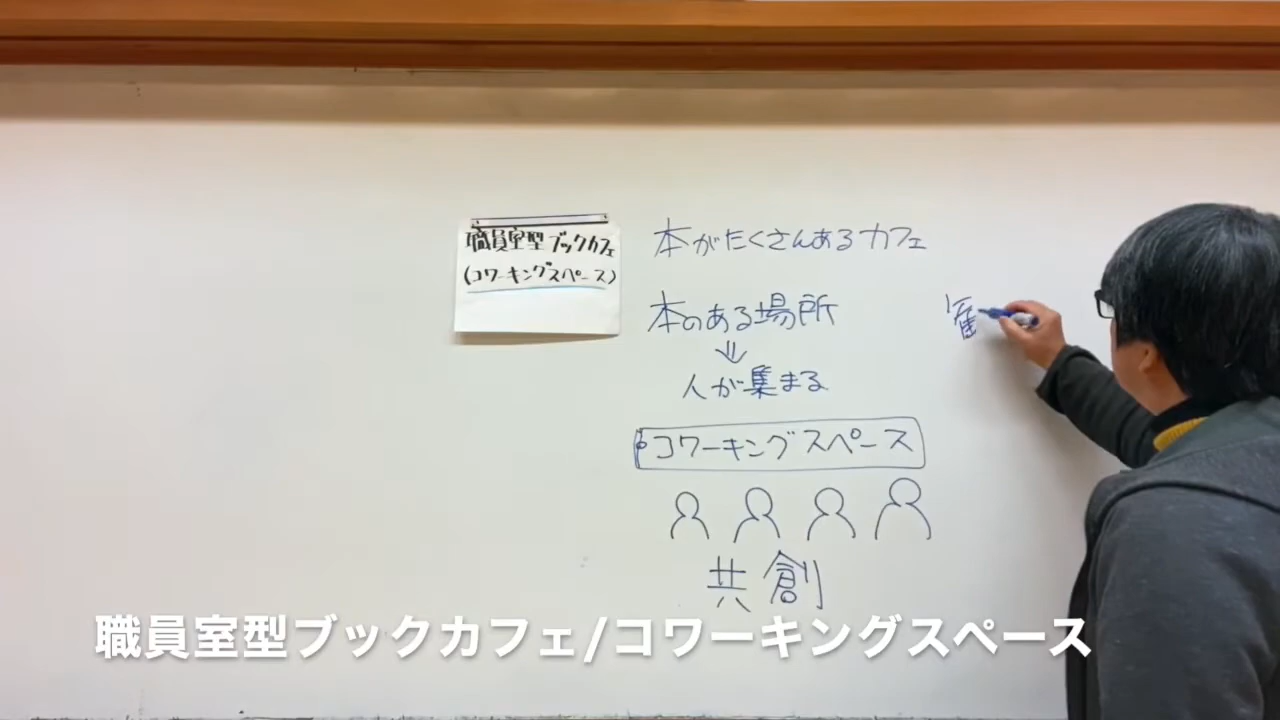 職員室型ブックカフェ
(コワーキングスペース)
本がたくさんあるカフェ
本のある場所
⇓
人が集まる
コワーキングスペース
共創
職員室型ブックカフェ/コワーキングスペース